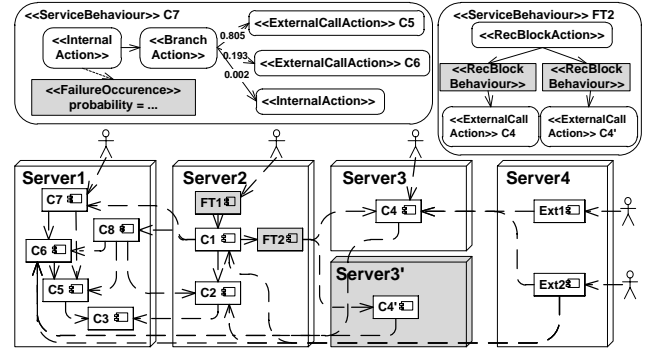 <<ServiceBehaviour>> C7
<<Internal
Action>>
<<Branch
Action>>
0.805
<<ExternalCallAction>> C5
0.193
<<ExternalCallAction>> C6
0.002
<<InternalAction>>
<<FailureOccurence>>
probability = ...
<<ServiceBehaviour>> FT2
<<RecBlockAction>>
<<RecBlock
Behaviour>>
<<RecBlock
Behaviour>>
<<ExternalCall
Action>> C4
<<ExternalCall
Action>> C4'
Server1
C7
C8
C6
C5
C3
Server2
FT1
C1
FT2
C2
Server3
C4
Server3'
C4'
Server4
Ext1
Ext2